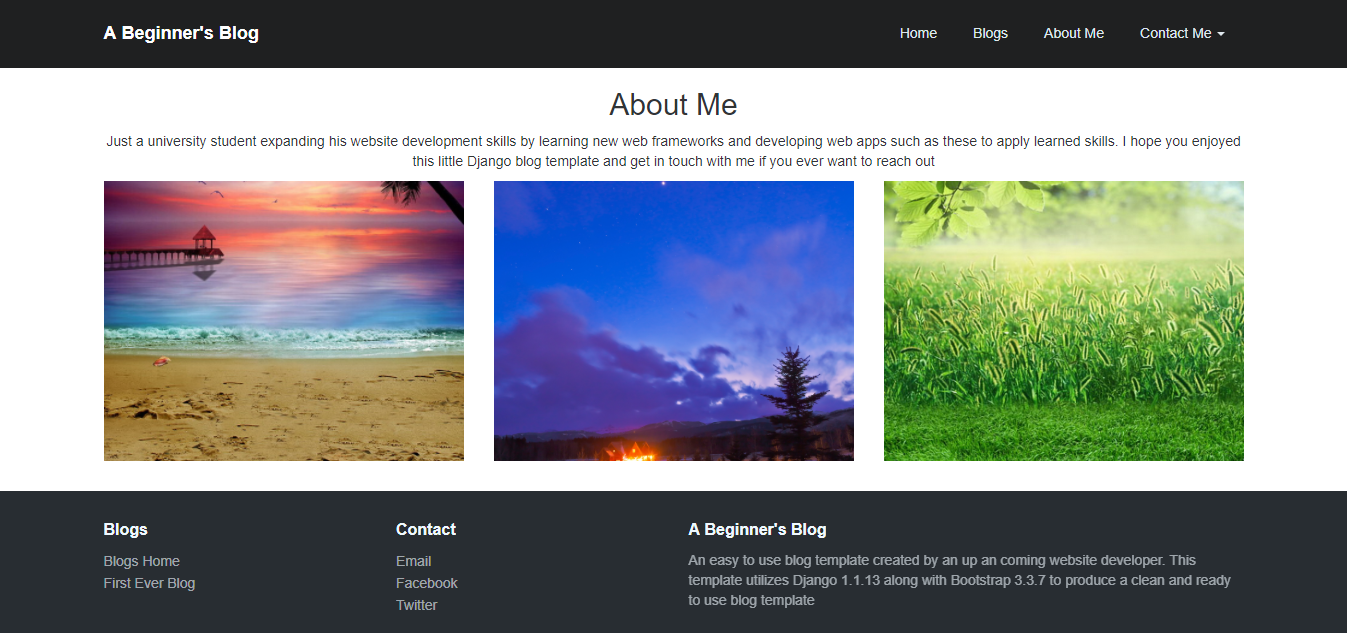 A Beginner's Blog
Home Blogs About Me Contact Me
About Me
Just a university student expanding his website development skills by learning new web frameworks and developing web apps such as these to apply learned skills. I hope you enjoyed
this little Django blog template and get in touch with me if you ever want to reach out
Blogs
Blogs Home
First Ever Blog
Contact
Email
Facebook
Twitter
A Beginner's Blog
An easy to use blog template created by an up an coming website developer. This
template utilizes Django 1.1.13 along with Bootstrap 3.3.7 to produce a clean and ready
to use blog template